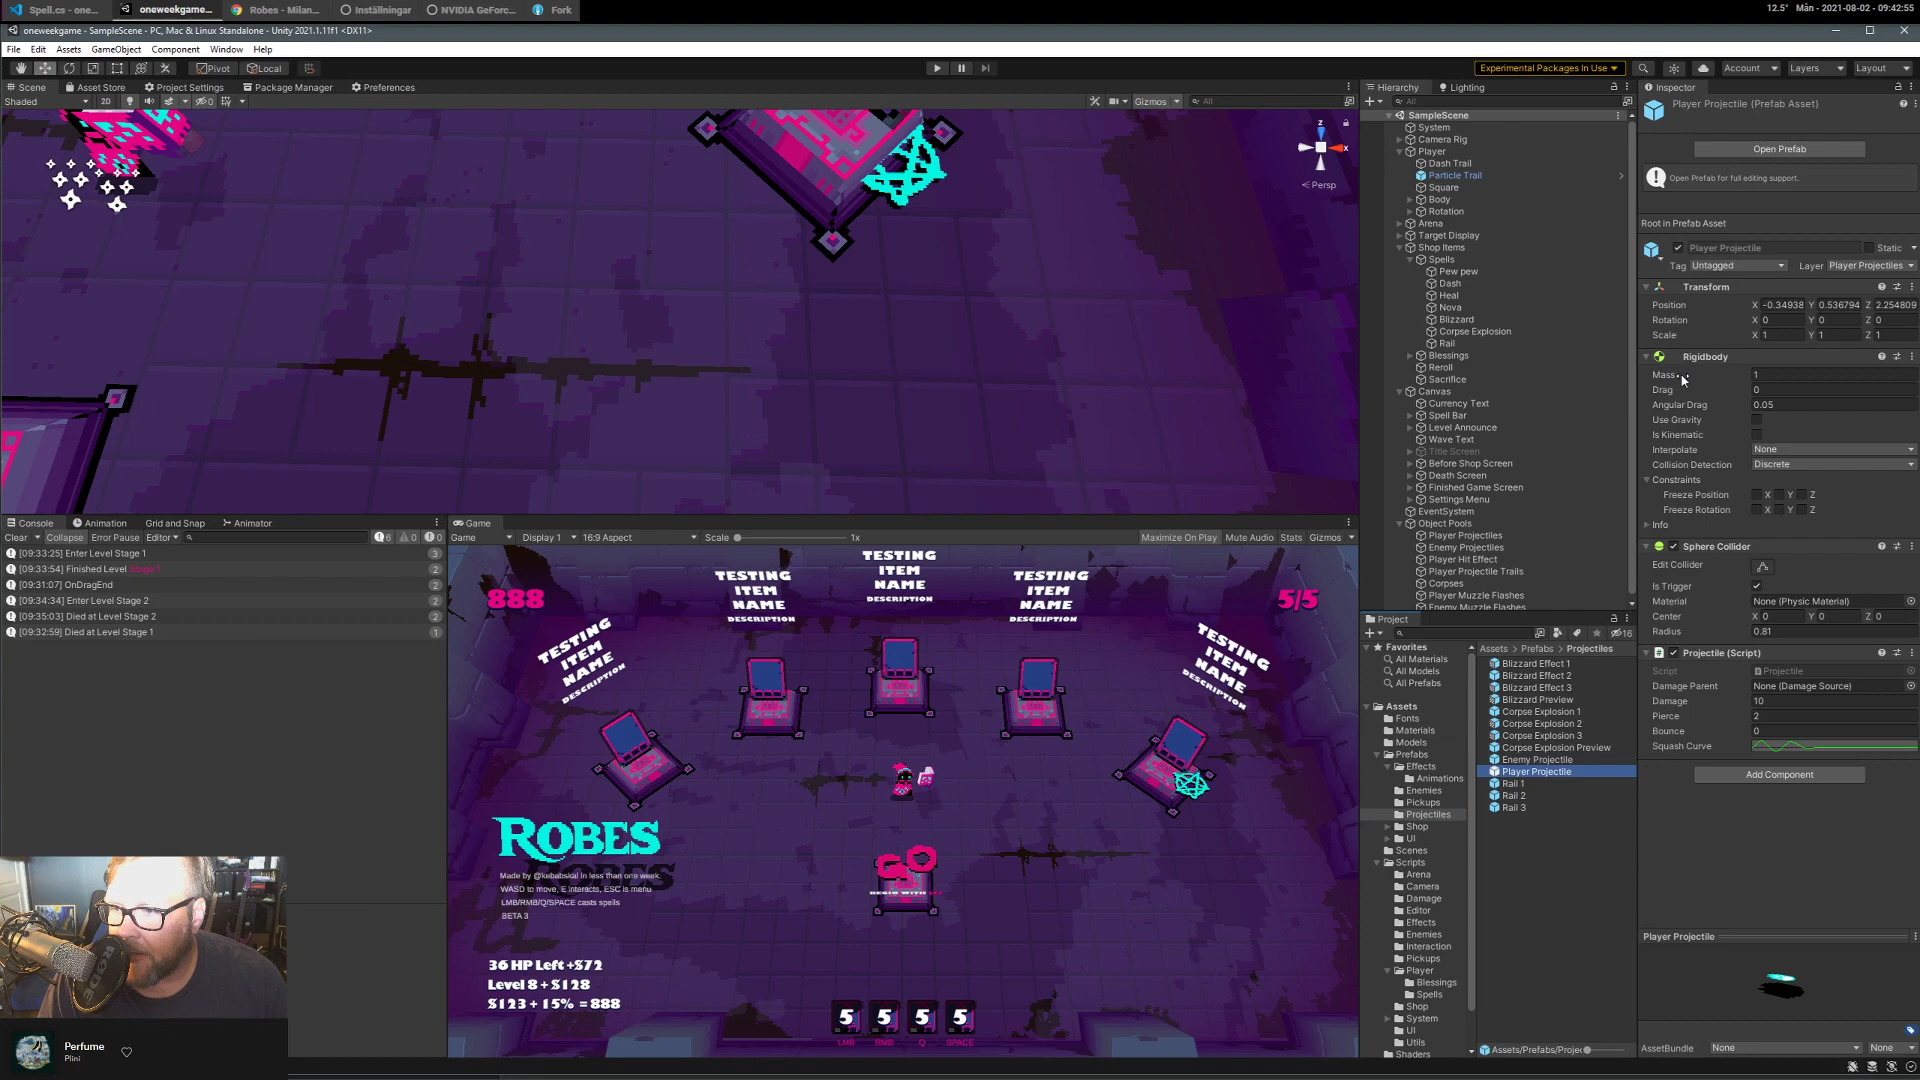 Spell.cs - one...
oneweekgame...
Robes - Milan...
Inställningar
NVIDIA GeForc...
Fork
12.5° Mån - 2021-08-02 - 09:42:55
oneweekgame - SampleScene - PC, Mac & Linux Standalone - Unity 2021.1.11f1 <DX11>
File Edit Assets GameObject Component Window Help
Pivot Local
Experimental Packages In Use
Account Layers Layout
Scene Asset Store Project Settings Package Manager Preferences
Shaded 2D
Gizmos All
z
x
Persp
Console Animation Grid and Snap Animator
Clear Collapse Error Pause Editor
6 0 0
[09:33:25] Enter Level Stage 1 3
[09:33:54] Finished Level Stage 1 2
[09:31:07] OnDragEnd 2
[09:34:34] Enter Level Stage 2 2
[09:35:03] Died at Level Stage 2 2
[09:32:59] Died at Level Stage 1 1
RØDE
Perfume
Plini
Game
Game Display 1 16:9 Aspect Scale 1x Maximize On Play Mute Audio Stats Gizmos
888
5/5
TESTING
ITEM
NAME
DESCRIPTION
TESTING
ITEM
NAME
DESCRIPTION
TESTING
ITEM
NAME
DESCRIPTION
TESTING
ITEM
NAME
DESCRIPTION
TESTING
ITEM
NAME
DESCRIPTION
ROBES
Made by @kebabskal in less than one week
WASD to move, E interacts, ESC is menu
LMB/RMB/Q/SPACE casts spells
BETA 3
GO
36 HP Left +$72
Level 8 + $128
$123 + 15% = 888
5 5 5 5
LMB RMB Q SPACE
Hierarchy Lighting
All
SampleScene
System
Camera Rig
Player
Dash Trail
Particle Trail
Square
Body
Rotation
Arena
Target Display
Shop Items
Spells
Pew pew
Dash
Heal
Nova
Blizzard
Corpse Explosion
Rail
Blessings
Reroll
Sacrifice
Canvas
Currency Text
Spell Bar
Level Announce
Wave Text
Title Screen
Before Shop Screen
Death Screen
Finished Game Screen
Settings Menu
EventSystem
Object Pools
Player Projectiles
Enemy Projectiles
Player Hit Effect
Player Projectile Trails
Corpses
Player Muzzle Flashes
Enemy Muzzle Flashes
Project
16
Favorites
All Materials
All Models
All Prefabs
Assets
Fonts
Materials
Models
Prefabs
Effects
Animations
Enemies
Pickups
Projectiles
Shop
UI
Scenes
Scripts
Arena
Camera
Damage
Editor
Effects
Enemies
Interaction
Pickups
Player
Blessings
Spells
Shop
System
UI
Utils
Shaders
Assets > Prefabs > Projectiles
Blizzard Effect 1
Blizzard Effect 2
Blizzard Effect 3
Blizzard Preview
Corpse Explosion 1
Corpse Explosion 2
Corpse Explosion 3
Corpse Explosion Preview
Enemy Projectile
Player Projectile
Rail 1
Rail 2
Rail 3
Assets/Prefabs/Projec
Inspector
Player Projectile (Prefab Asset)
Open Prefab
Open Prefab for full editing support.
Root in Prefab Asset
Player Projectile Static
Tag Untagged Layer Player Projectiles
Transform
Position X -0.34938 Y 0.536794 Z 2.254809
Rotation X 0 Y 0 Z 0
Scale X 1 Y 1 Z 1
Rigidbody
Mass 1
Drag 0
Angular Drag 0.05
Use Gravity
Is Kinematic
Interpolate None
Collision Detection Discrete
Constraints
Freeze Position X Y Z
Freeze Rotation X Y Z
Info
Sphere Collider
Edit Collider
Is Trigger
Material None (Physic Material)
Center X 0 Y 0 Z 0
Radius 0.81
Projectile (Script)
Script Projectile
Damage Parent None (Damage Source)
Damage 10
Pierce 2
Bounce 0
Squash Curve
Add Component
Player Projectile
AssetBundle None None